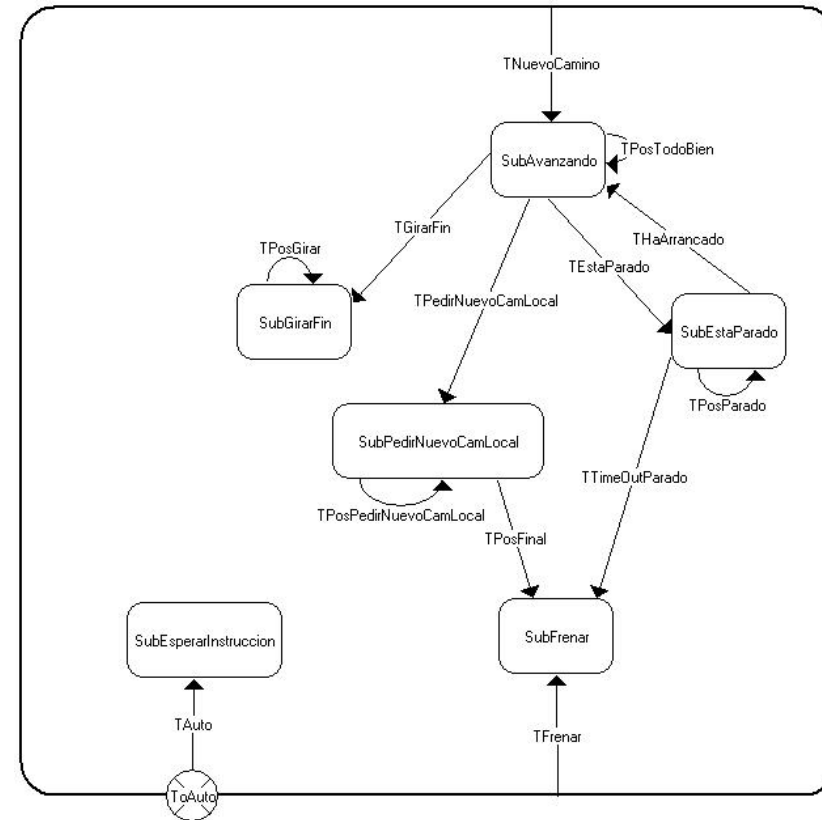 TNuevoCamino
SubAvanzando
TPosTodoBien
TGirarFin
THaArrancado
TPosGirar
TEstaParado
TPedirNuevoCamLocal
SubGirarFin
SubEstaParado
TPosParado
SubPedirNuevoCamLocal
TTimeOutParado
TPosPedirNuevoCamLocal
TPosFinal
SubEsperarInstruccion
SubFrenar
TAuto
TFrenar
ToAuto